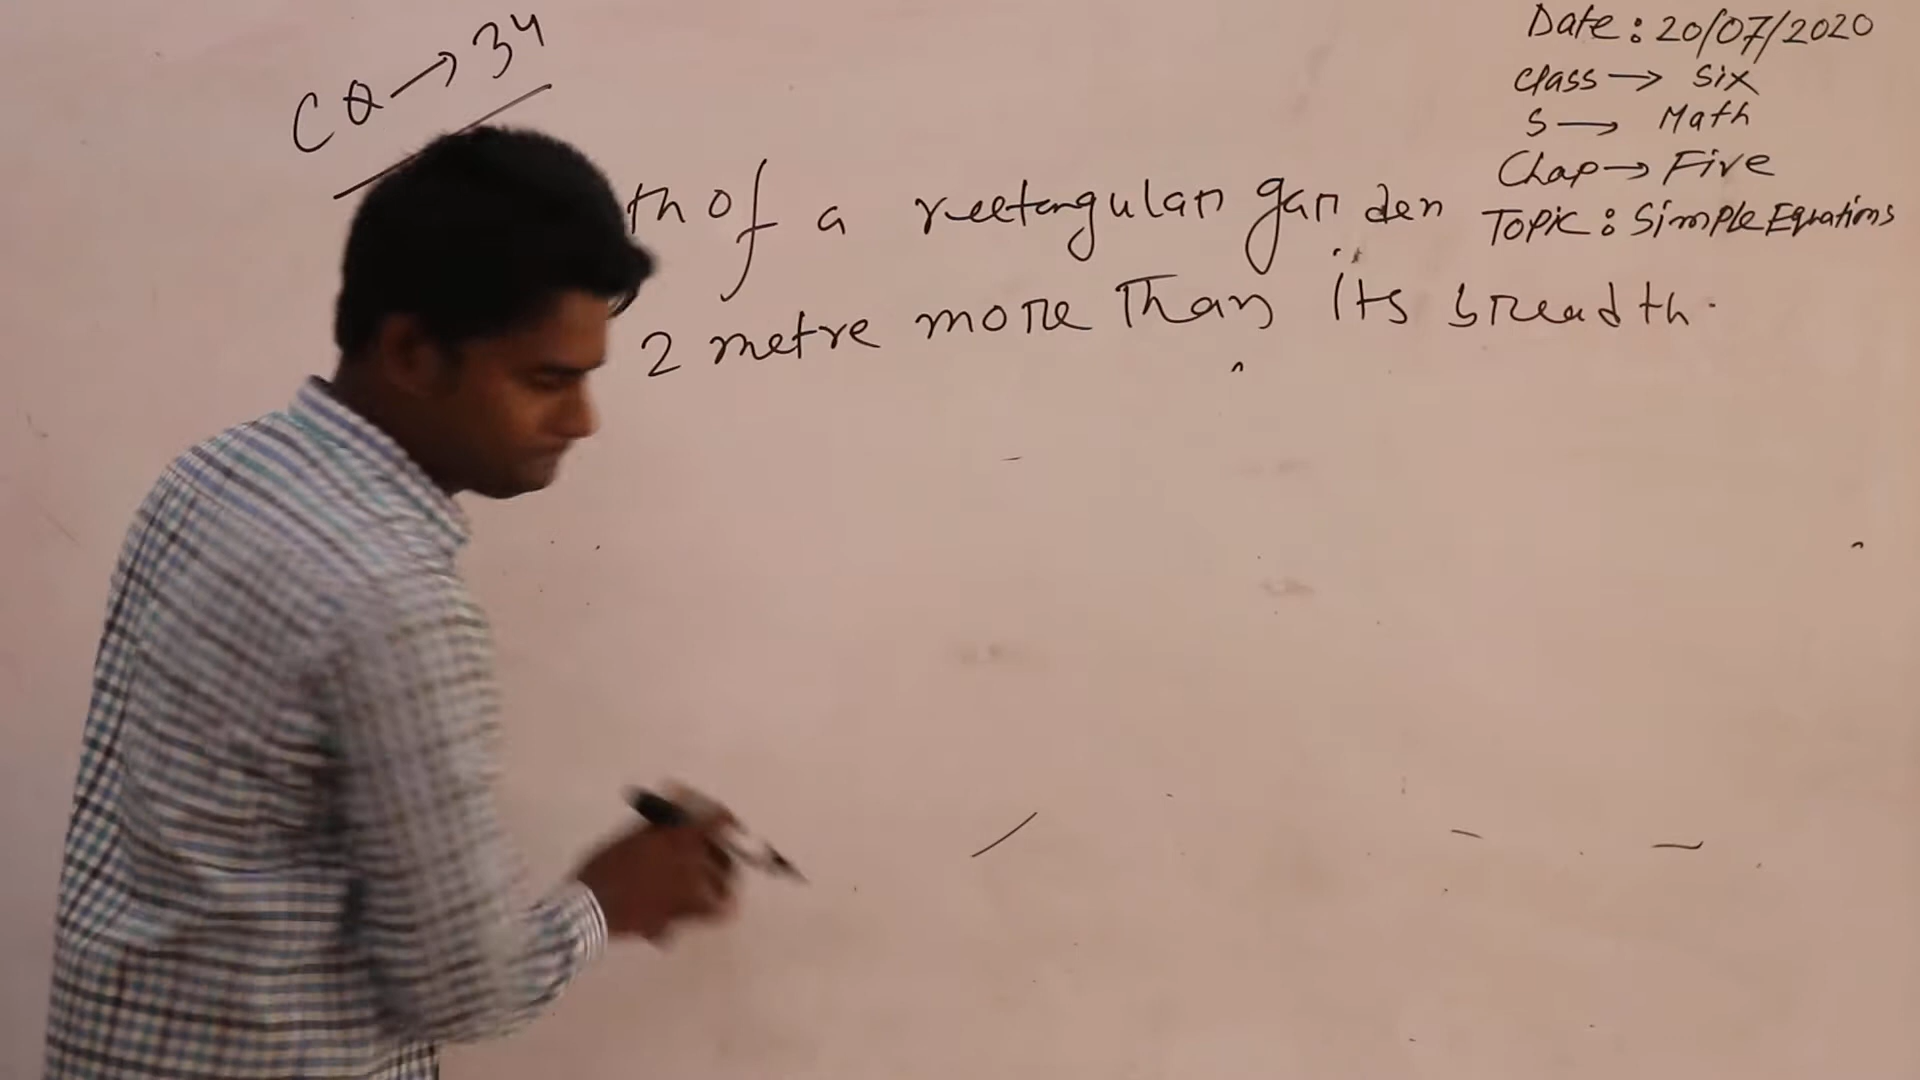 CQ → 34
Date : 20/07/2020
Class → Six
S → Math
Chap → Five
Topic : Simple Equations
th of a rectangular garden
2 metre more than its breadth.